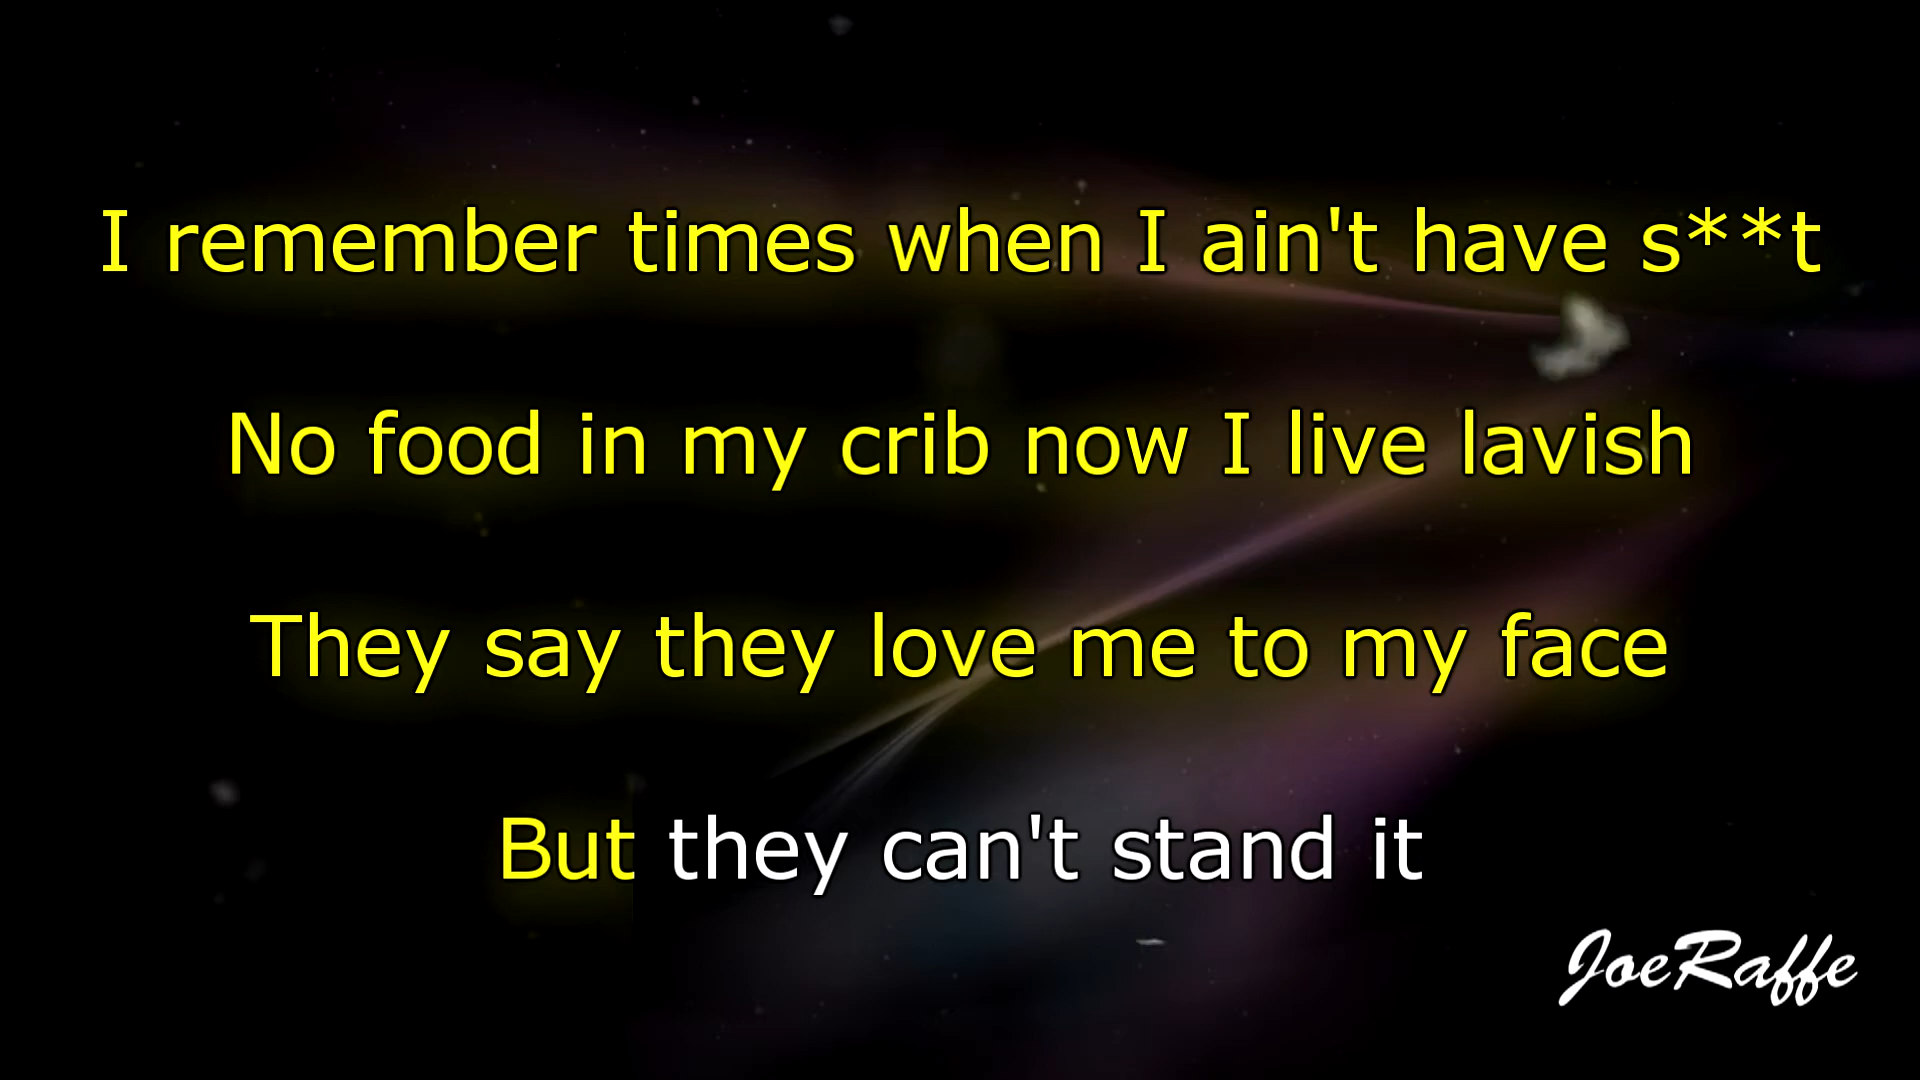 I remember times when I ain't have s**t
No food in my crib now I live lavish
They say they love me to my face
But they can't stand it
JoeRaffe